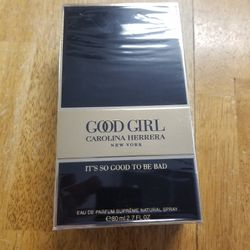 GOOD GIRL
CAROLINA HERRERA
NEW YORK
IT'S SO GOOD TO BE BAD
EAU DE PARFUM SUPRÊME NATURAL SPRAY
℮ 80 ml 2.7 FL OZ